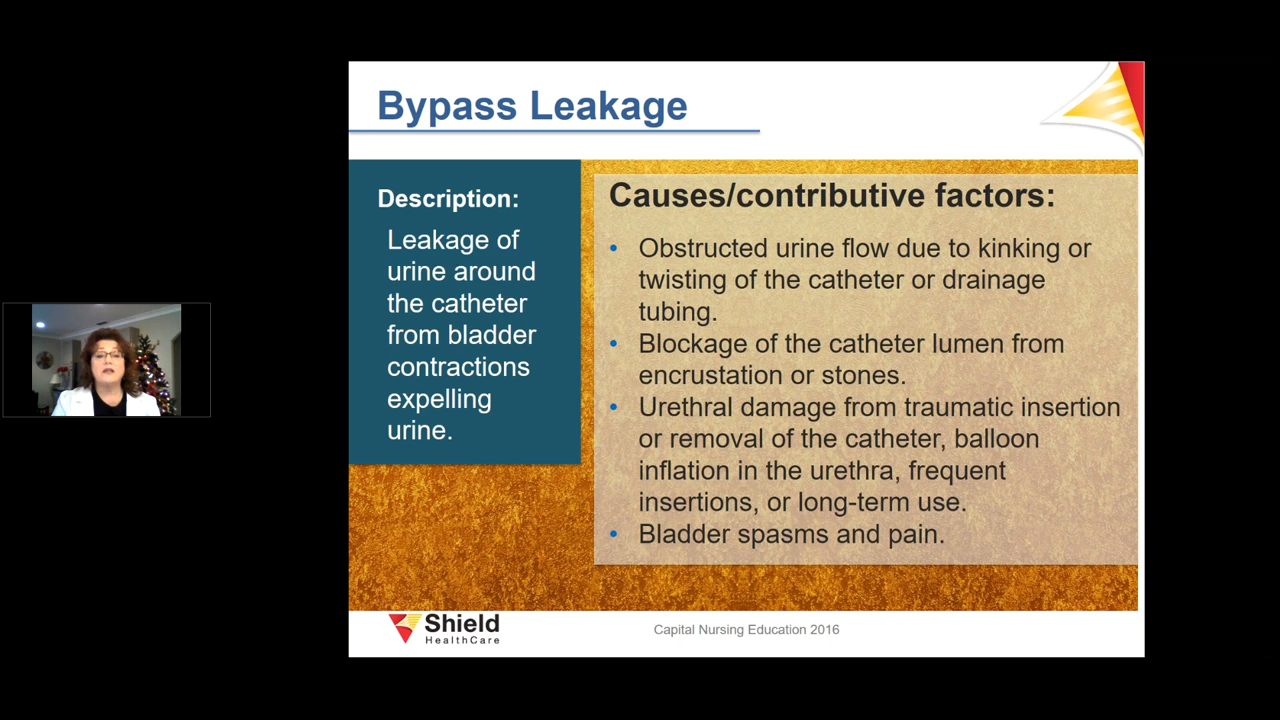 Bypass Leakage
Description:
Leakage of
urine around
the catheter
from bladder
contractions
expelling
urine.
Causes/contributive factors:
• Obstructed urine flow due to kinking or
twisting of the catheter or drainage
tubing.
• Blockage of the catheter lumen from
encrustation or stones.
• Urethral damage from traumatic insertion
or removal of the catheter, balloon
inflation in the urethra, frequent
insertions, or long-term use.
• Bladder spasms and pain.
Shield
HealthCare
Capital Nursing Education 2016